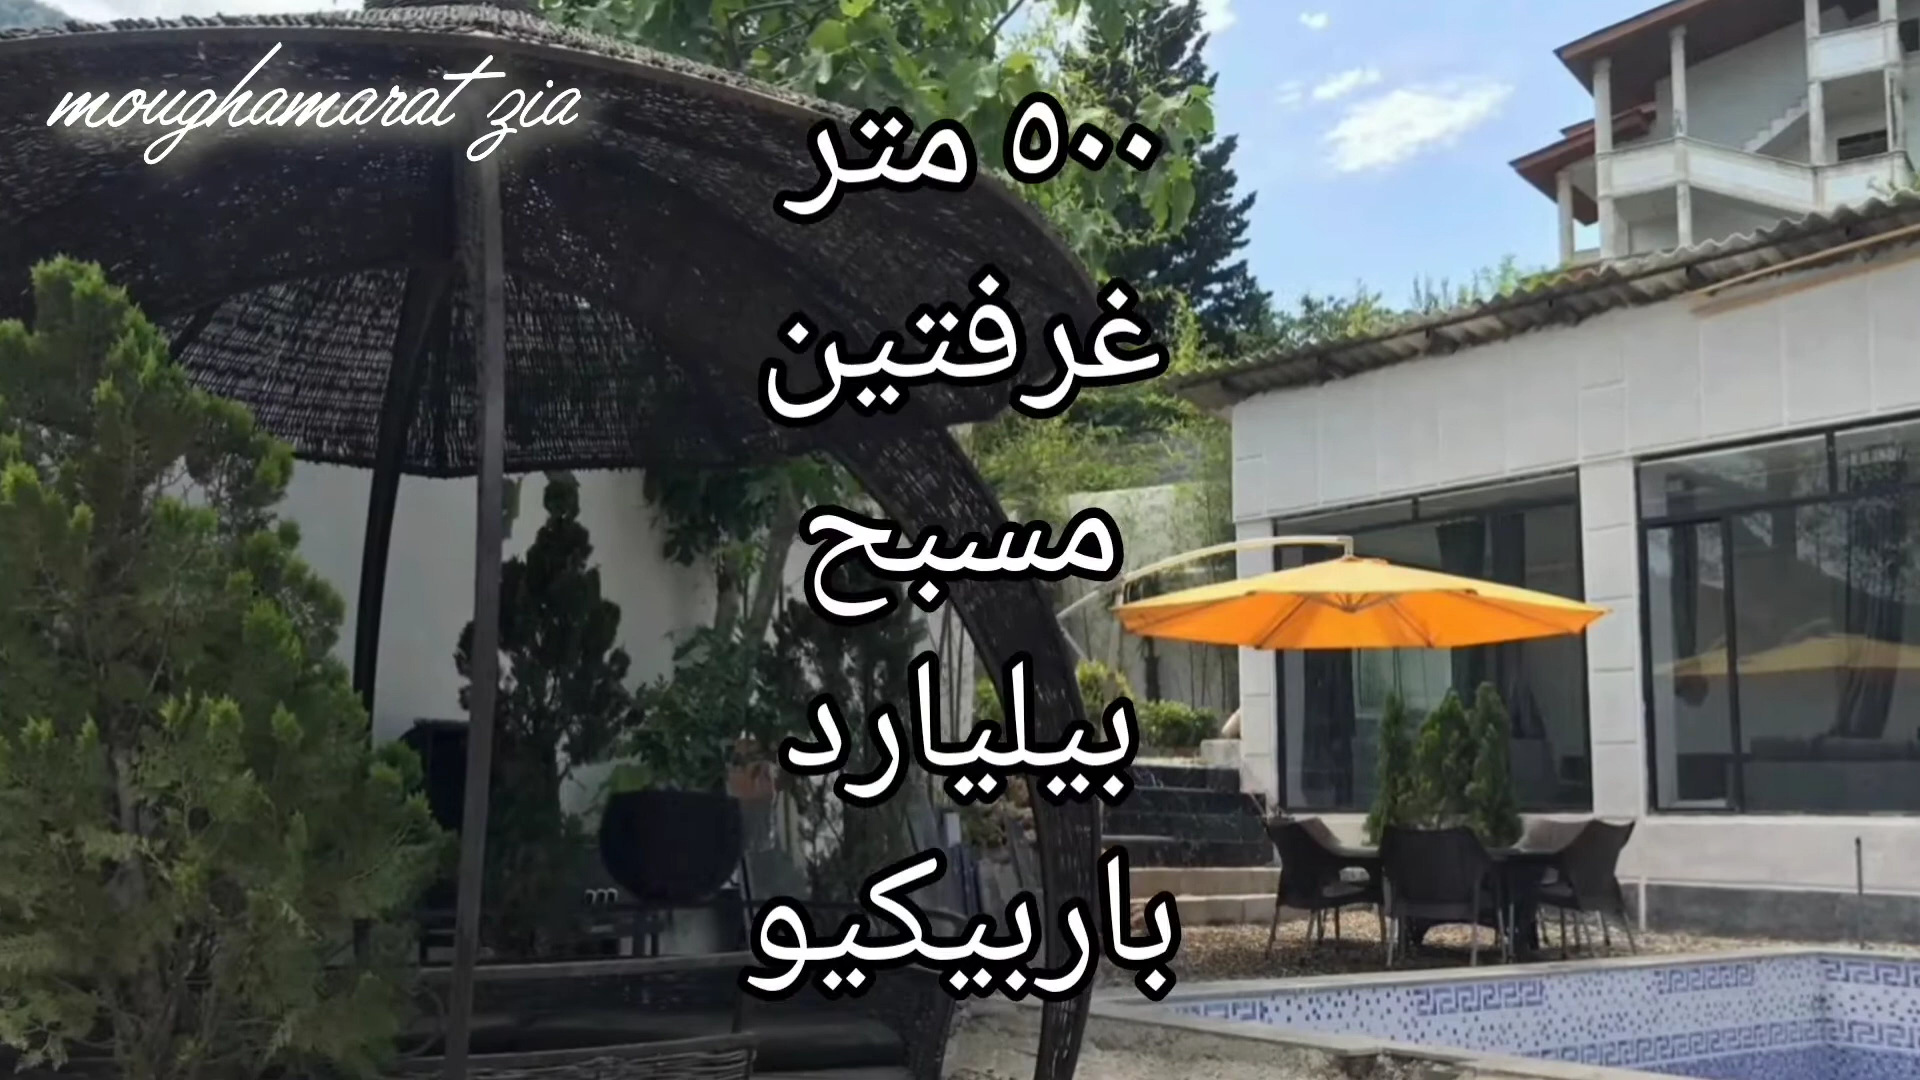 moughamarat zia
٥٠٠ متر
غرفتين
مسبح
بيليارد
باربيكيو